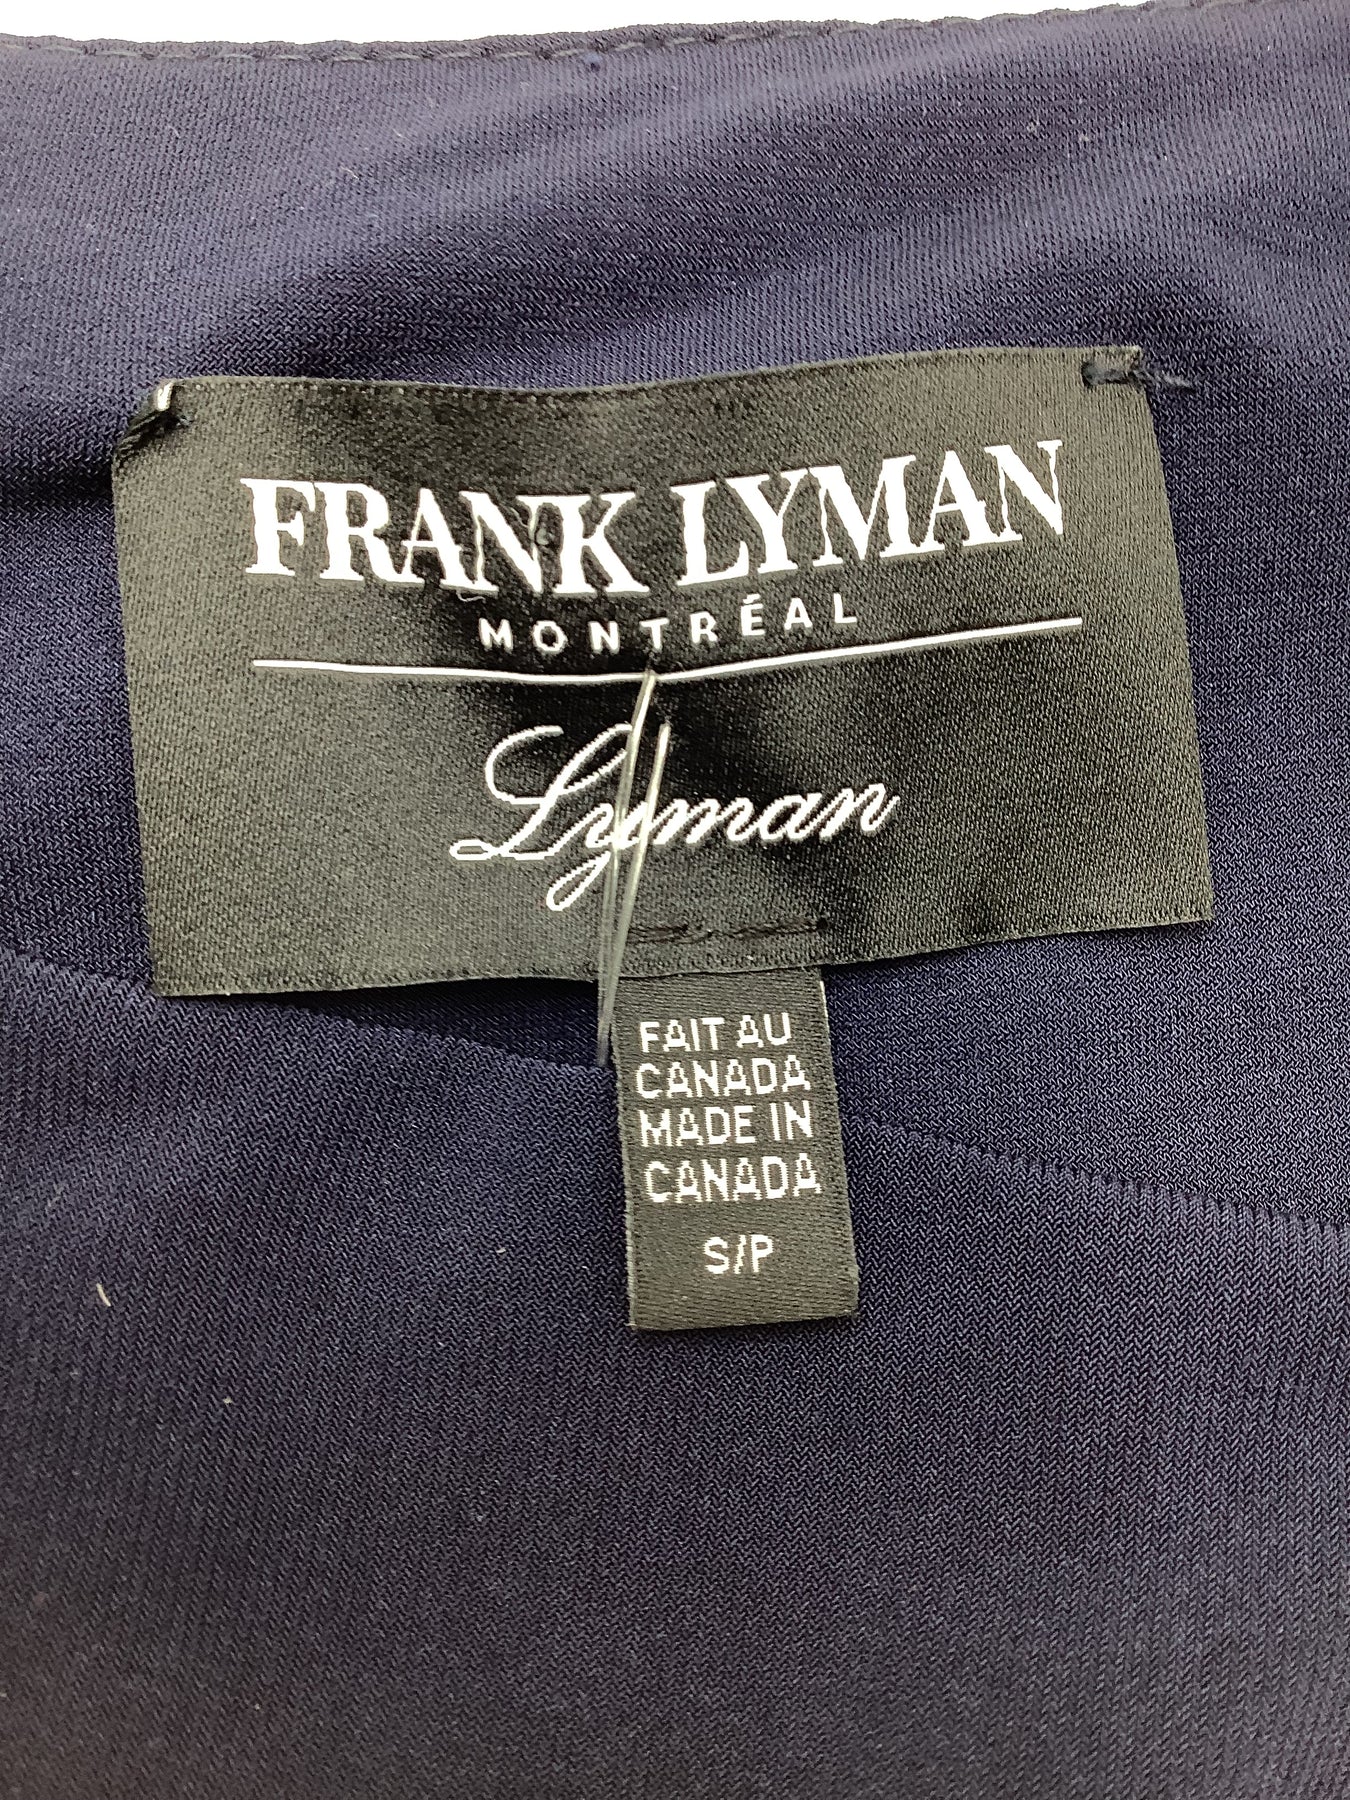 FRANK LYMAN
MONTRÉAL
Lyman
FAIT AU
CANADA
MADE IN
CANADA
S/P